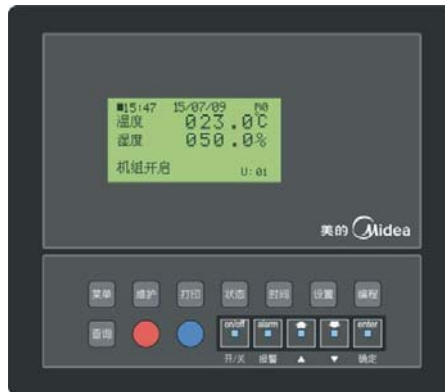 ■15:47 15/07/09 M0
温度 023.0℃
湿度 050.0%
机组开启 U:01
美的 Midea
菜单 维护 打印 状态 时间 设置 编程
查询 on/off alarm enter
开/关 报警 ▲ ▼ 确定